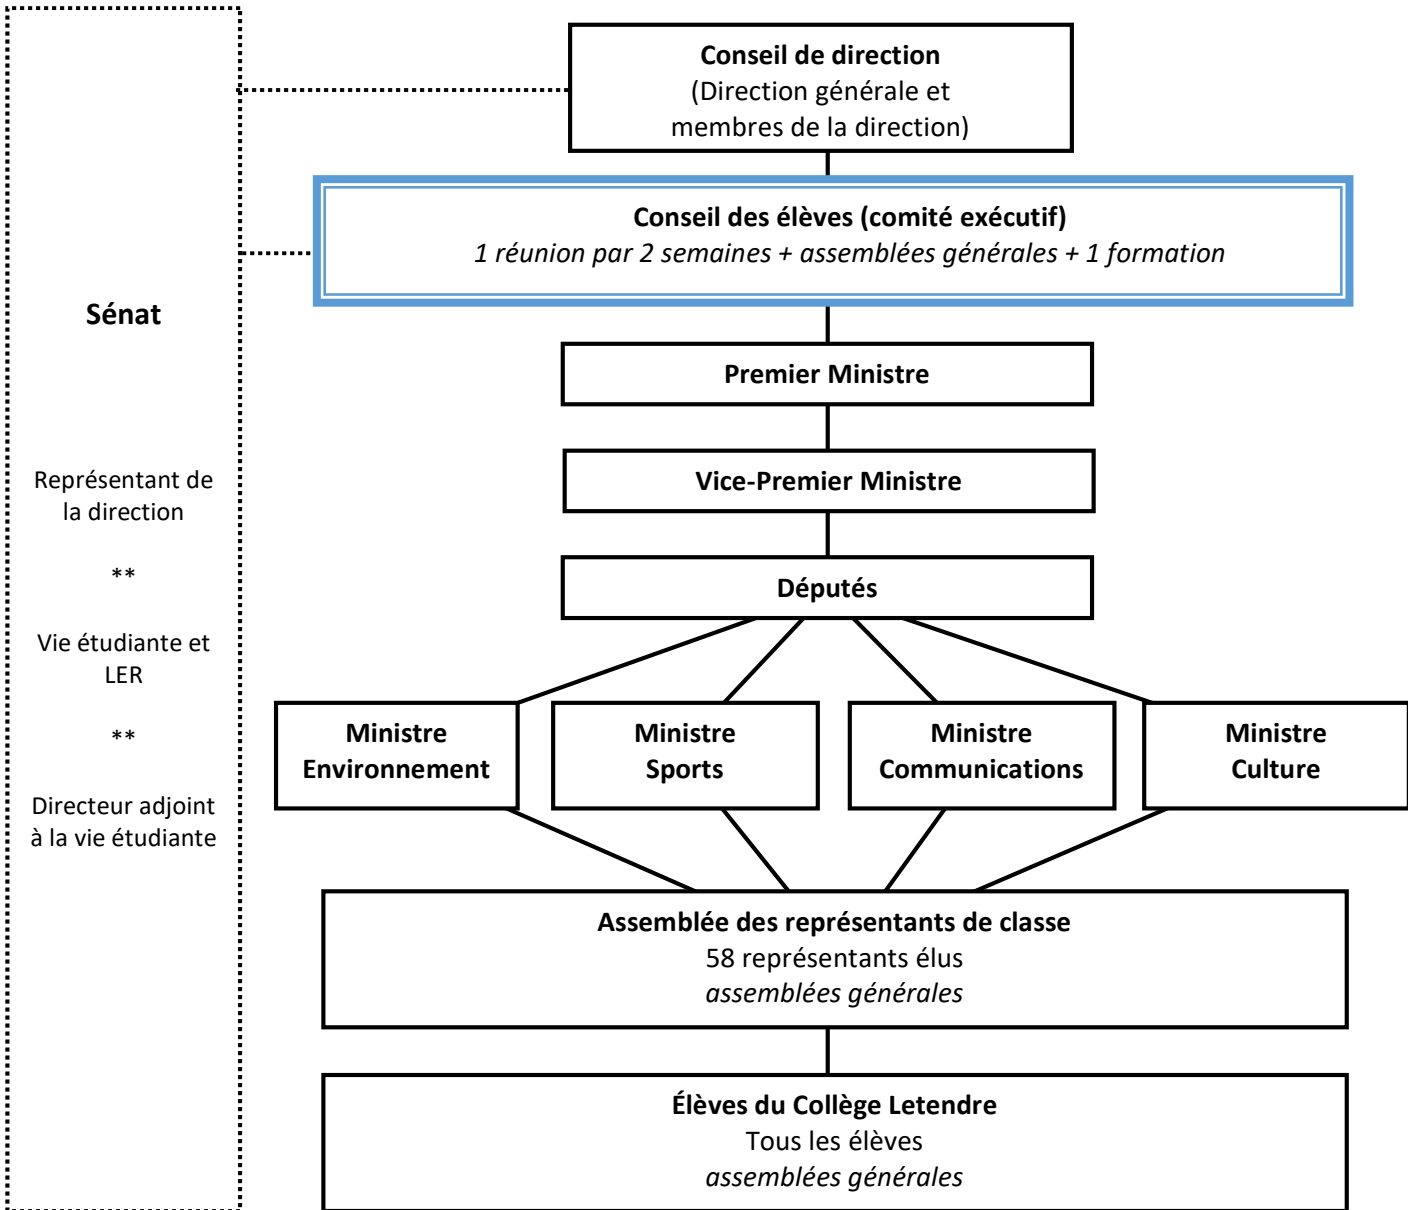 Conseil de direction
(Direction générale et
membres de la direction)
Conseil des élèves (comité exécutif)
1 réunion par 2 semaines + assemblées générales + 1 formation
Sénat
Représentant de
la direction
**
Vie étudiante et
LER
**
Directeur adjoint
à la vie étudiante
Premier Ministre
Vice-Premier Ministre
Députés
Ministre
Environnement
Ministre
Sports
Ministre
Communications
Ministre
Culture
Assemblée des représentants de classe
58 représentants élus
assemblées générales
Élèves du Collège Letendre
Tous les élèves
assemblées générales